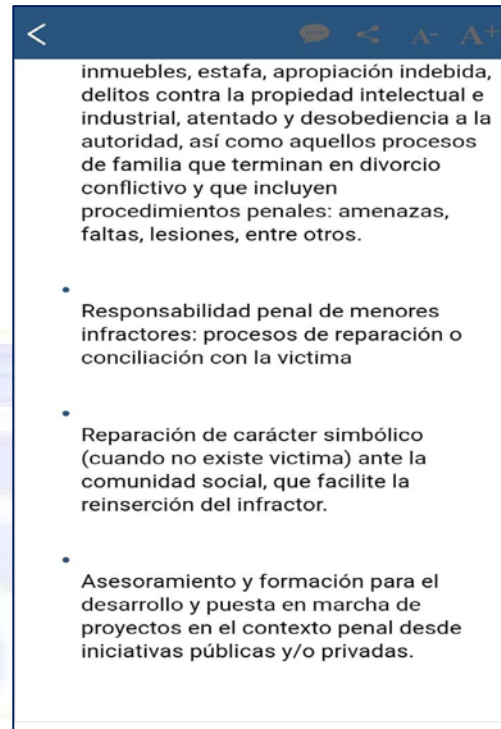 A- A+
inmuebles, estafa, apropiación indebida,
delitos contra la propiedad intelectual e
industrial, atentado y desobediencia a la
autoridad, así como aquellos procesos
de familia que terminan en divorcio
conflictivo y que incluyen
procedimientos penales: amenazas,
faltas, lesiones, entre otros.
Responsabilidad penal de menores
infractores: procesos de reparación o
conciliación con la victima
Reparación de carácter simbólico
(cuando no existe victima) ante la
comunidad social, que facilite la
reinserción del infractor.
Asesoramiento y formación para el
desarrollo y puesta en marcha de
proyectos en el contexto penal desde
iniciativas públicas y/o privadas.